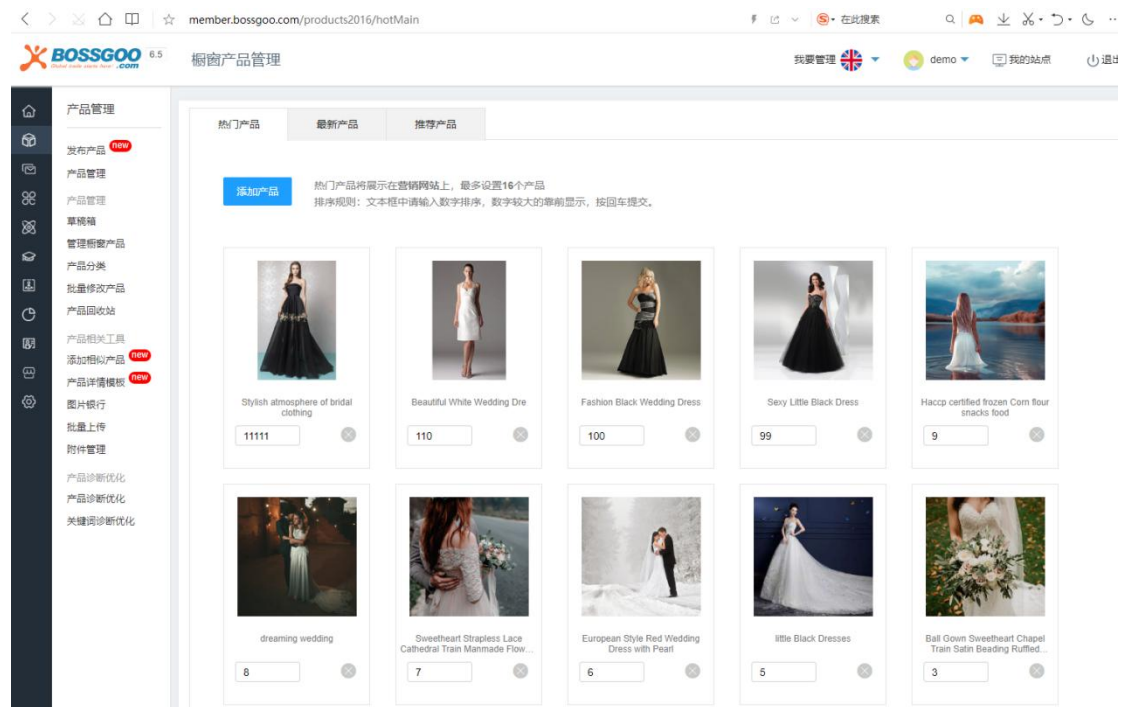 member.bossgoo.com/products2016/hotMain
在此搜索
BOSSGOO
.com
6.5
橱窗产品管理
我要管理
demo
我的站点
退出
产品管理
发布产品 new
产品管理
产品管理
草稿箱
管理橱窗产品
产品分类
批量修改产品
产品回收站
产品相关工具
添加相似产品 new
产品详情模板 new
图片银行
批量上传
附件管理
产品诊断优化
产品诊断优化
关键词诊断优化
热门产品
最新产品
推荐产品
添加产品
热门产品将展示在营销网站上，最多设置16个产品
排序规则：文本框中请输入数字排序，数字较大的靠前显示，按回车提交。
Stylish atmosphere of bridal
clothing
11111
Beautiful White Wedding Dre
110
Fashion Black Wedding Dress
100
Sexy Little Black Dress
99
Haccp certified frozen Corn flour
snacks food
9
dreaming wedding
8
Sweetheart Strapless Lace
Cathedral Train Manmade Flow...
7
European Style Red Wedding
Dress with Pearl
6
little Black Dresses
5
Ball Gown Sweetheart Chapel
Train Satin Beading Ruffled...
3